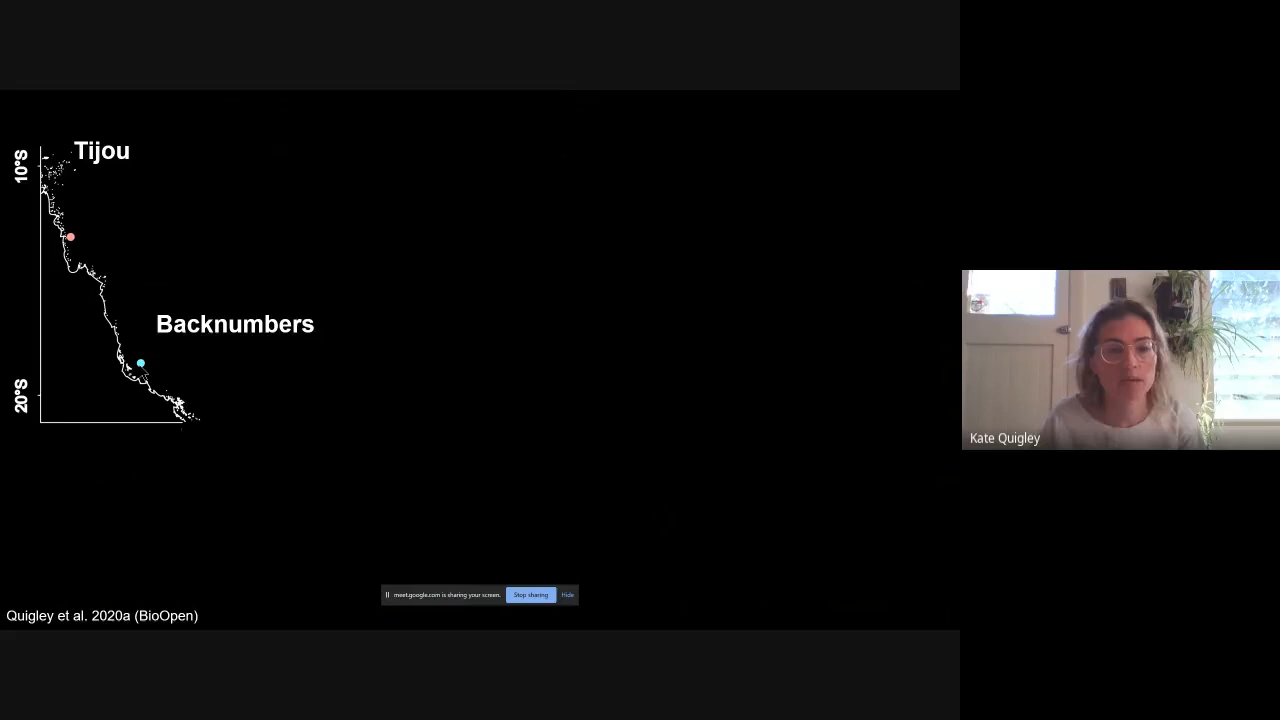 Tijou
10°S
Backnumbers
20°S
Kate Quigley
meet.google.com is sharing your screen.
Stop sharing
Hide
Quigley et al. 2020a (BioOpen)